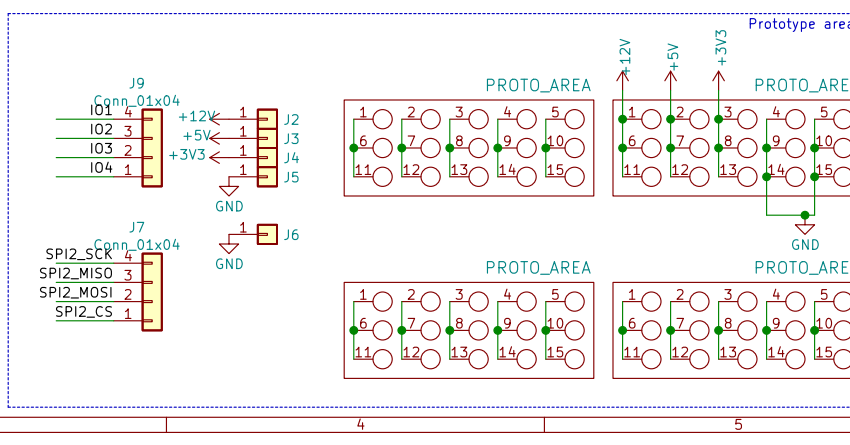 Prototype area
+12V
+5V
+3V3
J9
Conn_01x04
IO1 4
IO2 3
IO3 2
IO4 1
+12V 1 J2
+5V 1 J3
+3V3 1 J4
1 J5
GND
1 J6
GND
J7
Conn_01x04
SPI2_SCK 4
SPI2_MISO 3
SPI2_MOSI 2
SPI2_CS 1
PROTO_AREA
1 2 3 4 5
6 7 8 9 10
11 12 13 14 15
PROTO_ARE
1 2 3 4 5
6 7 8 9 10
11 12 13 14 15
GND
PROTO_AREA
1 2 3 4 5
6 7 8 9 10
11 12 13 14 15
PROTO_ARE
1 2 3 4 5
6 7 8 9 10
11 12 13 14 15
4 5